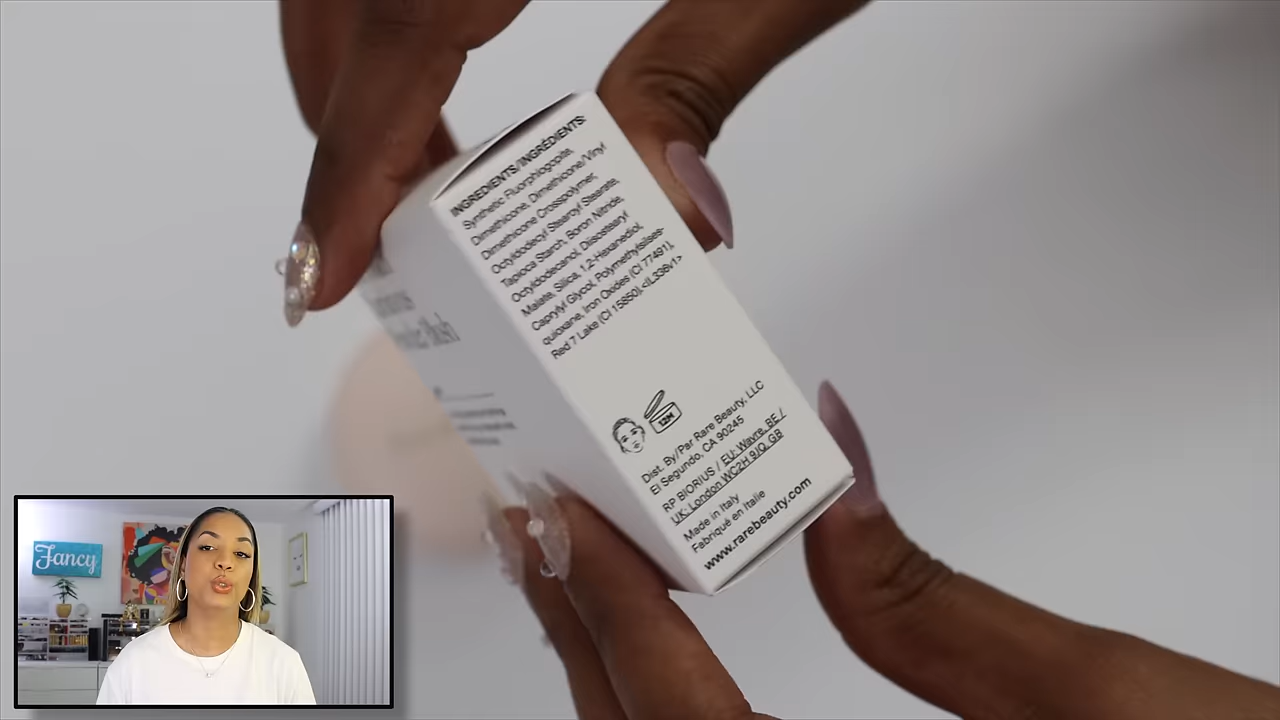 INGREDIENTS/INGRÉDIENTS:
Synthetic Fluorphlogopite,
Dimethicone, Dimethicone/Vinyl
Dimethicone Crosspolymer,
Octyldodecyl Stearoyl Stearate,
Tapioca Starch, Boron Nitride,
Octyldodecanol, Diisostearyl
Malate, Silica, 1,2-Hexanediol,
Caprylyl Glycol, Polymethylsilses-
quioxane, Iron Oxides (CI 77491),
Red 7 Lake (CI 15850).<IL336v1>
12M
Dist. By/Par Rare Beauty, LLC
El Segundo, CA 90245
RP BIORIUS / EU: Wavre, BE /
UK: London WC2H 9JQ GB
Made in Italy
Fabriqué en Italie
www.rarebeauty.com
Blush
Fancy